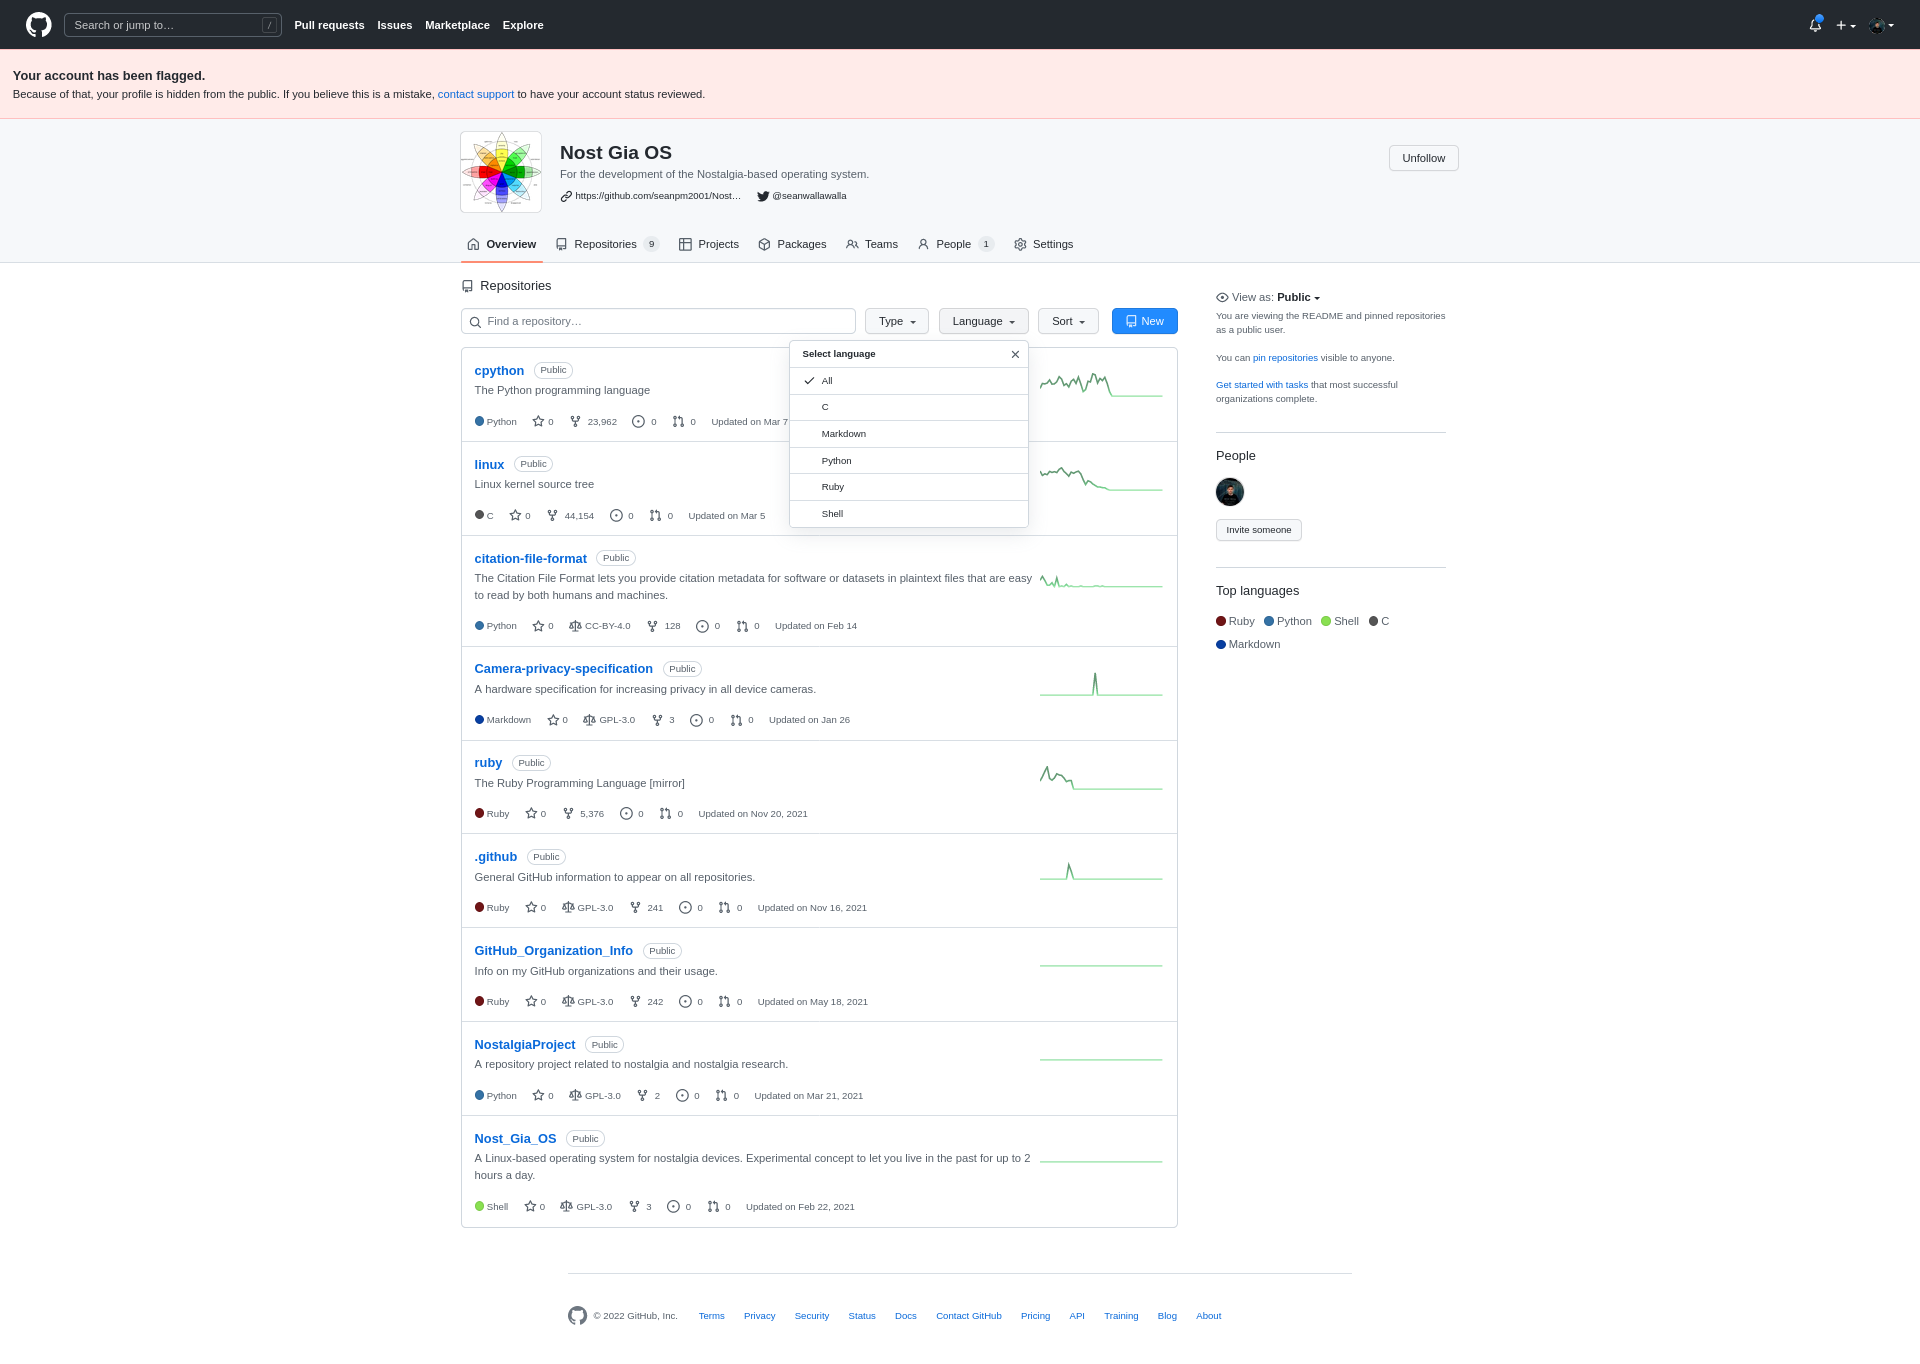 Search or jump to… /
Pull requests Issues Marketplace Explore
Your account has been flagged.
Because of that, your profile is hidden from the public. If you believe this is a mistake, contact support to have your account status reviewed.
Nost Gia OS
Unfollow
For the development of the Nostalgia-based operating system.
https://github.com/seanpm2001/Nost… @seanwallawalla
Overview Repositories 9 Projects Packages Teams People 1 Settings
Repositories
Find a repository…
Type Language Sort New
Select language
All
C
Markdown
Python
Ruby
Shell
cpython Public
The Python programming language
Python 0 23,962 0 0 Updated on Mar 7
linux Public
Linux kernel source tree
C 0 44,154 0 0 Updated on Mar 5
citation-file-format Public
The Citation File Format lets you provide citation metadata for software or datasets in plaintext files that are easy
to read by both humans and machines.
Python 0 CC-BY-4.0 128 0 0 Updated on Feb 14
Camera-privacy-specification Public
A hardware specification for increasing privacy in all device cameras.
Markdown 0 GPL-3.0 3 0 0 Updated on Jan 26
ruby Public
The Ruby Programming Language [mirror]
Ruby 0 5,376 0 0 Updated on Nov 20, 2021
.github Public
General GitHub information to appear on all repositories.
Ruby 0 GPL-3.0 241 0 0 Updated on Nov 16, 2021
GitHub_Organization_Info Public
Info on my GitHub organizations and their usage.
Ruby 0 GPL-3.0 242 0 0 Updated on May 18, 2021
NostalgiaProject Public
A repository project related to nostalgia and nostalgia research.
Python 0 GPL-3.0 2 0 0 Updated on Mar 21, 2021
Nost_Gia_OS Public
A Linux-based operating system for nostalgia devices. Experimental concept to let you live in the past for up to 2
hours a day.
Shell 0 GPL-3.0 3 0 0 Updated on Feb 22, 2021
View as: Public
You are viewing the README and pinned repositories
as a public user.
You can pin repositories visible to anyone.
Get started with tasks that most successful
organizations complete.
People
Invite someone
Top languages
Ruby Python Shell C
Markdown
© 2022 GitHub, Inc. Terms Privacy Security Status Docs Contact GitHub Pricing API Training Blog About